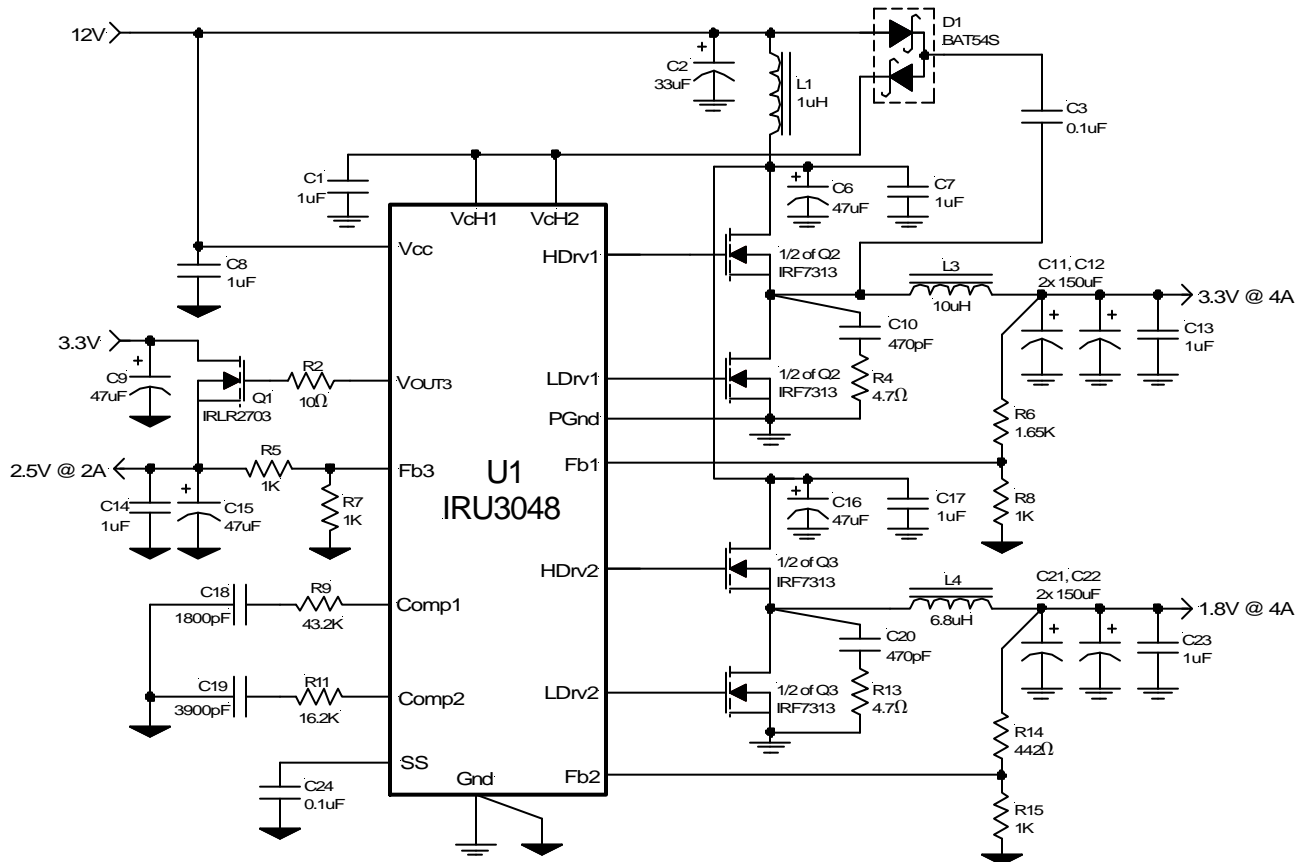 12V
C2
33uF
+
L1
1uH
D1
BAT54S
C3
0.1uF
C1
1uF
VcH1
VcH2
+
C6
47uF
C7
1uF
Vcc
C8
1uF
HDrv1
1/2 of Q2
IRF7313
L3
10uH
C11, C12
2x 150uF
3.3V @ 4A
+
+
C13
1uF
3.3V
+
C9
47uF
Q1
IRLR2703
R2
10Ω
VOUT3
C10
470pF
R4
4.7Ω
LDrv1
1/2 of Q2
IRF7313
PGnd
R6
1.65K
2.5V @ 2A
R5
1K
Fb3
U1
IRU3048
Fb1
C14
1uF
+
C15
47uF
R7
1K
+
C16
47uF
C17
1uF
R8
1K
HDrv2
1/2 of Q3
IRF7313
L4
6.8uH
C21, C22
2x 150uF
1.8V @ 4A
+
+
C23
1uF
C18
1800pF
R9
43.2K
Comp1
C20
470pF
R13
4.7Ω
C19
3900pF
R11
16.2K
Comp2
LDrv2
1/2 of Q3
IRF7313
R14
442Ω
SS
C24
0.1uF
Gnd
Fb2
R15
1K